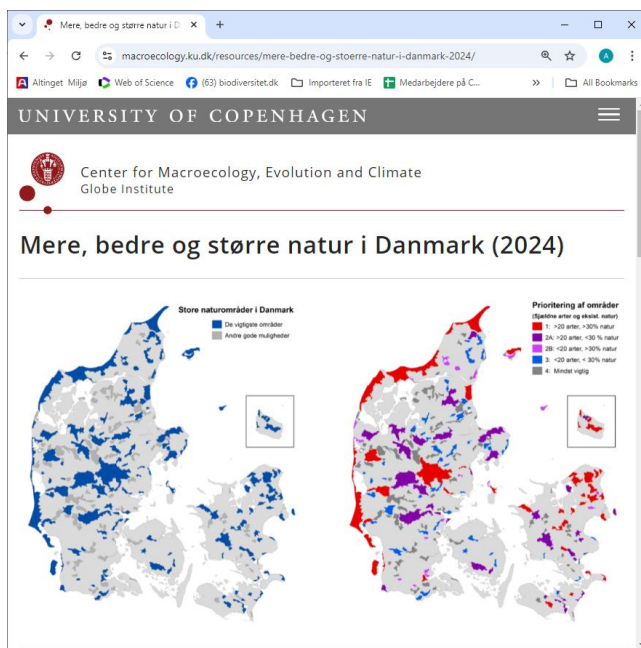 Mere, bedre og større natur i D
macroecology.ku.dk/resources/mere-bedre-og-stoerre-natur-i-danmark-2024/
A
Altinget Miljø
Web of Science
(63) biodiversitet.dk
Importeret fra IE
Medarbejdere på C...
All Bookmarks
UNIVERSITY OF COPENHAGEN
Center for Macroecology, Evolution and Climate
Globe Institute
Mere, bedre og større natur i Danmark (2024)
Store naturområder i Danmark
De vigtigste områder
Andre gode muligheder
Prioritering af områder
(Sjældne arter og eksist. natur)
1: >20 arter, >30% natur
2A: >20 arter, <30 % natur
2B: <20 arter, >30% natur
3: <20 arter, < 30% natur
4: Mindst vigtig